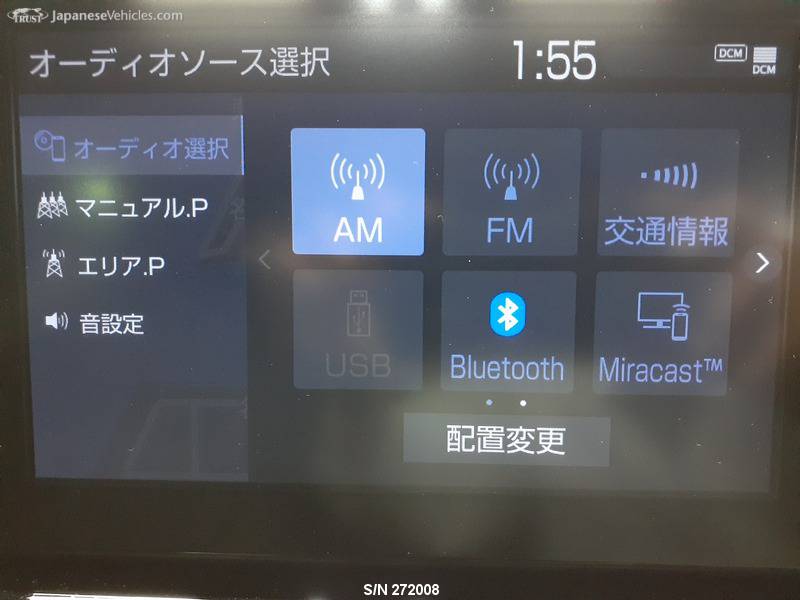 TRUST JapaneseVehicles.com
オーディオソース選択
1:55
DCM
DCM
オーディオ選択
マニュアル.P
エリア.P
音設定
AM
FM
交通情報
USB
Bluetooth
Miracast™
配置変更
S/N 272008